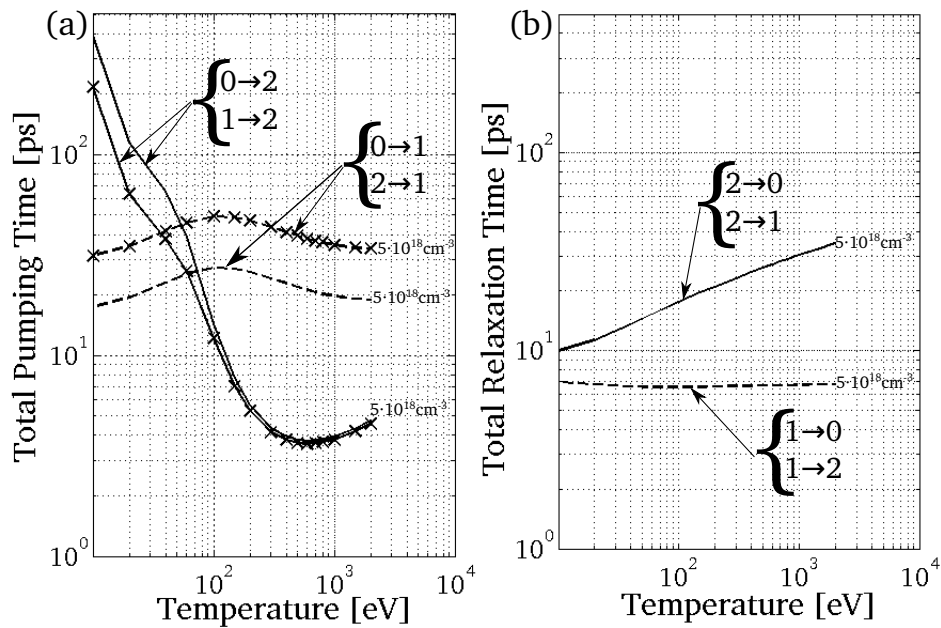 (a)
Total Pumping Time [ps]
10²
10¹
10⁰
0→2
1→2
0→1
2→1
5·10¹⁸cm⁻³
5·10¹⁸cm⁻³
5·10¹⁸cm⁻³
10² 10³ 10⁴
Temperature [eV]
(b)
Total Relaxation Time [ps]
10²
10¹
10⁰
2→0
2→1
5·10¹⁸cm⁻³
5·10¹⁸cm⁻³
1→0
1→2
10² 10³ 10⁴
Temperature [eV]